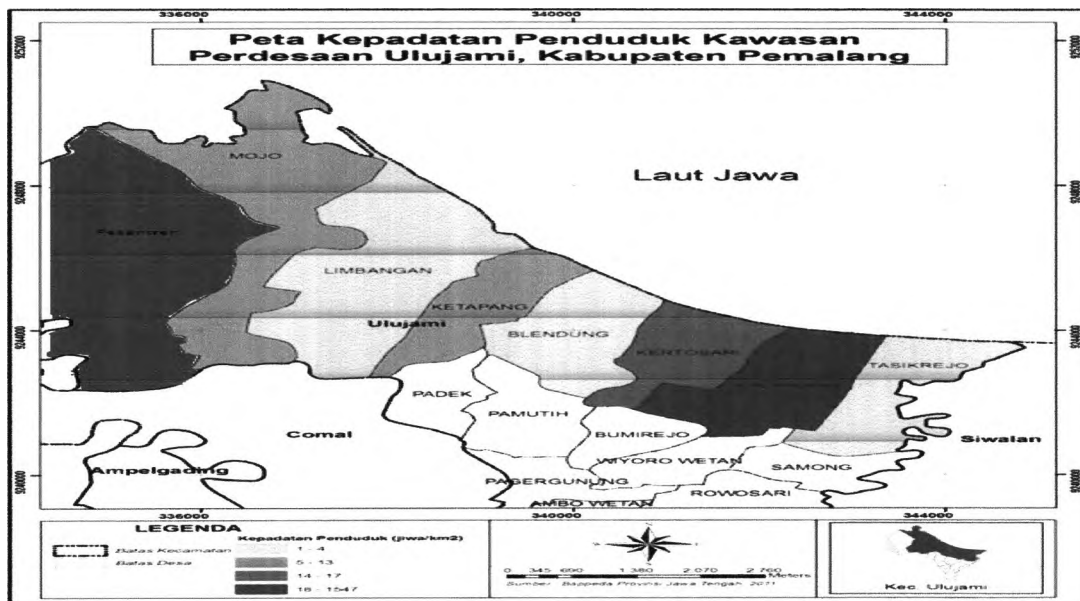 336000 340000 344000
Peta Kepadatan Penduduk Kawasan
Perdesaan Ulujami, Kabupaten Pemalang
MOJO
Laut Jawa
Pesantren
LIMBANGAN
KETAPANG
Ulujami
BLENDUNG
KERTOSARI
TASIKREJO
PADEK
PAMUTIH
Comal
BUMIREJO
Siwalan
WIYORO WETAN
Ampelgading
SAMONG
PAGERGUNUNG
ROWOSARI
AMBO WETAN
336000 340000 344000
LEGENDA
Kepadatan Penduduk (jiwa/km2)
Batas Kecamatan
Batas Desa
1 - 4
5 - 13
14 - 17
18 - 1547
0 345 690 1.380 2.070 2.760
Meters
Sumber : Bappeda Provinsi Jawa Tengah, 2011
Kec. Ulujami